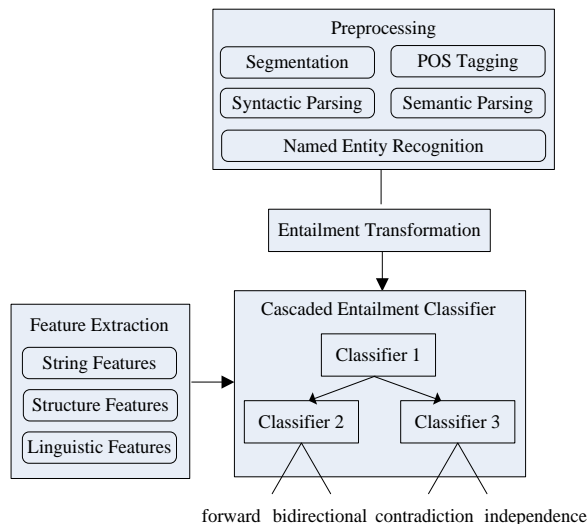 Preprocessing
Segmentation
POS Tagging
Syntactic Parsing
Semantic Parsing
Named Entity Recognition
Entailment Transformation
Feature Extraction
String Features
Structure Features
Linguistic Features
Cascaded Entailment Classifier
Classifier 1
Classifier 2
Classifier 3
forward bidirectional contradiction independence